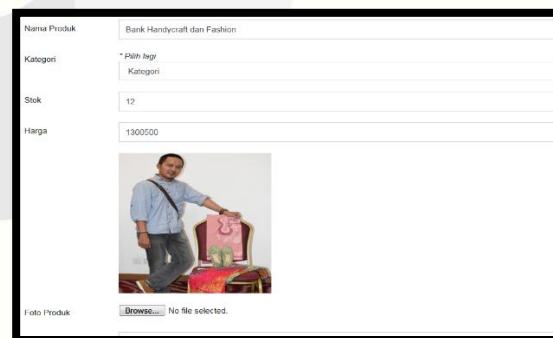 Nama Produk
Bank Handycraft dan Fashion
Kategori
* Pilih lagi
Kategori
Stok
12
Harga
1300500
Foto Produk
Browse... No file selected.